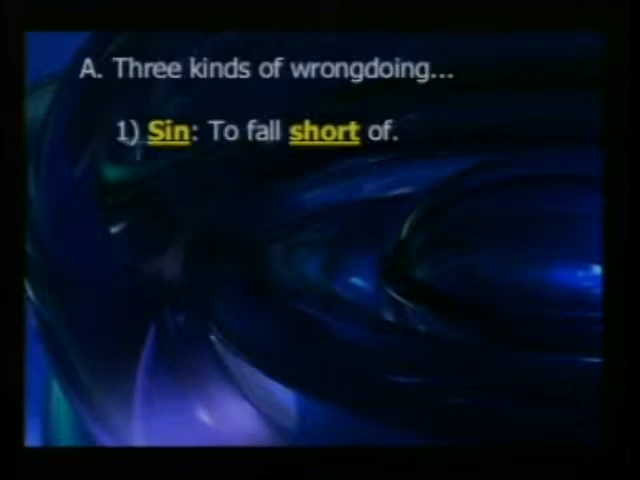 A. Three kinds of wrongdoing...
1) Sin: To fall short of.